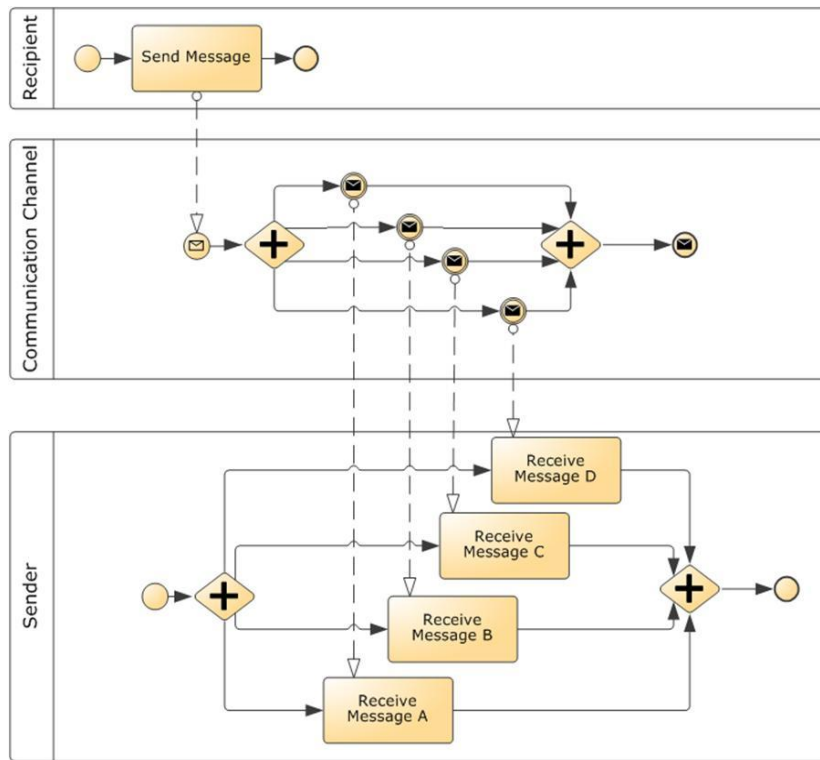 Recipient
Send Message
Communication Channel
Sender
Receive
Message D
Receive
Message C
Receive
Message B
Receive
Message A